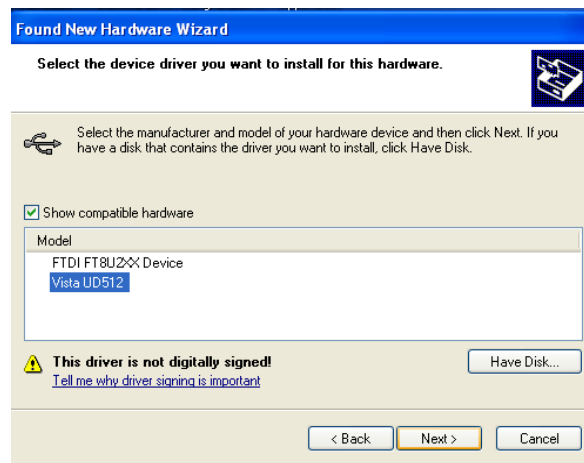 Found New Hardware Wizard
Select the device driver you want to install for this hardware.
Select the manufacturer and model of your hardware device and then click Next. If you
have a disk that contains the driver you want to install, click Have Disk.
Show compatible hardware
Model
FTDI FT8U2XX Device
Vista UD512
This driver is not digitally signed!
Have Disk...
Tell me why driver signing is important
< Back
Next >
Cancel